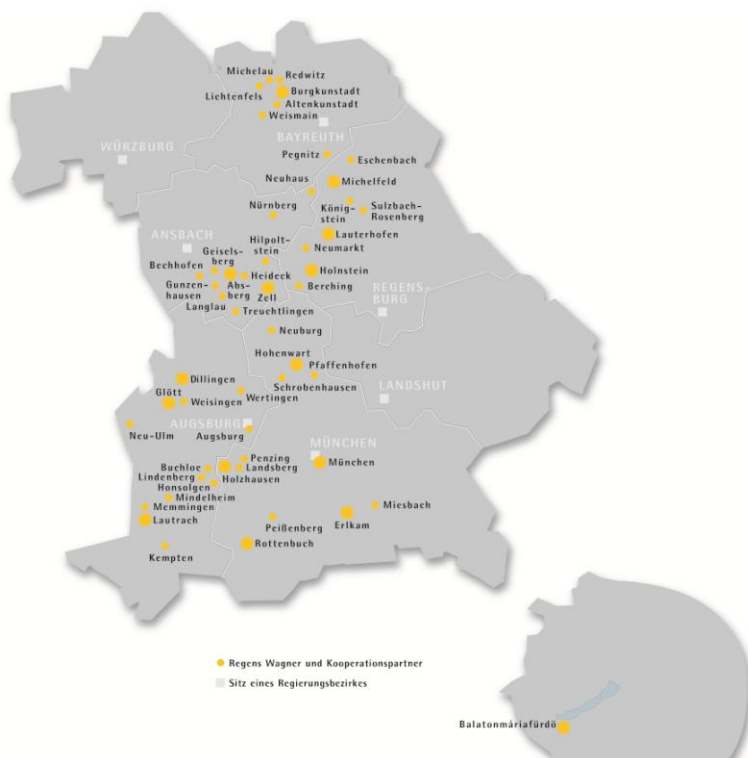 Michelau
Redwitz
Lichtenfels
Burgkunstadt
Altenkunstadt
Weismain
BAYREUTH
WÜRZBURG
Pegnitz
Eschenbach
Neuhaus
Michelfeld
Nürnberg
König-
stein
Sulzbach-
Rosenberg
ANSBACH
Hilpolt-
stein
Lauterhofen
Neumarkt
Geisels-
berg
Bechhofen
Heideck
Holnstein
Gunzen-
hausen
Abs-
berg
Zell
Berching
REGENS-
BURG
Langlau
Treuchtlingen
Neuburg
Hohenwart
Pfaffenhofen
Dillingen
Schrobenhausen
LANDSHUT
Glött
Weisingen
Wertingen
AUGSBURG
Neu-Ulm
Augsburg
MÜNCHEN
Penzing
München
Buchloe
Landsberg
Lindenberg
Holzhausen
Honsolgen
Mindelheim
Memmingen
Miesbach
Lautrach
Peißenberg
Erlkam
Rottenbuch
Kempten
Regens Wagner und Kooperationspartner
Sitz eines Regierungsbezirkes
Balatonmáriafürdö